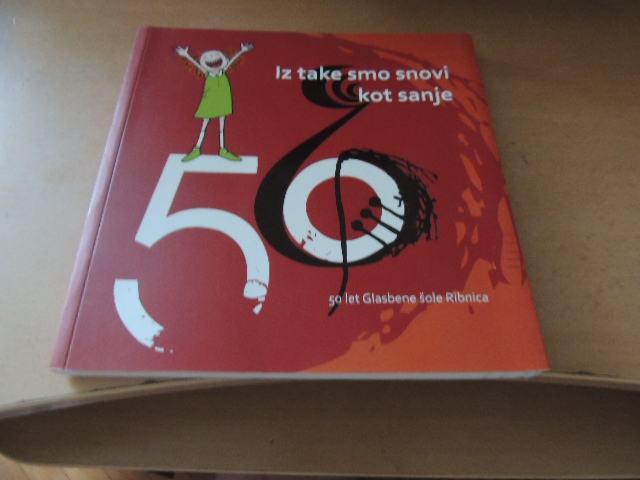 Iz take smo snovi
kot sanje
50
50 let Glasbene šole Ribnica